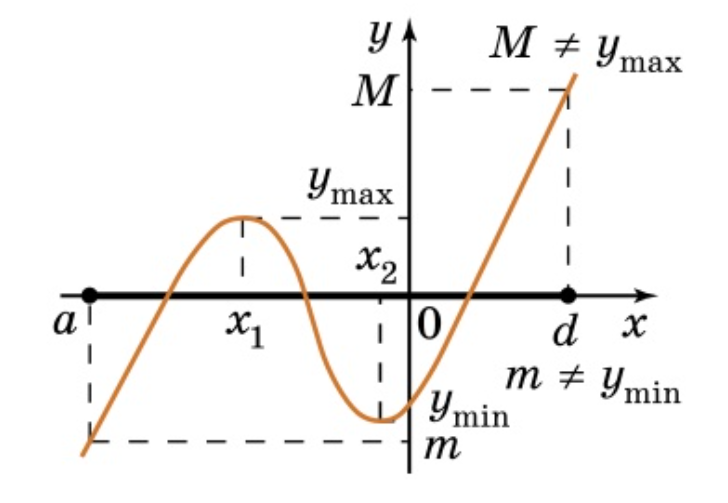 y
M ≠ y_max
M
y_max
x_2
a
x_1
0
d
x
m ≠ y_min
y_min
m